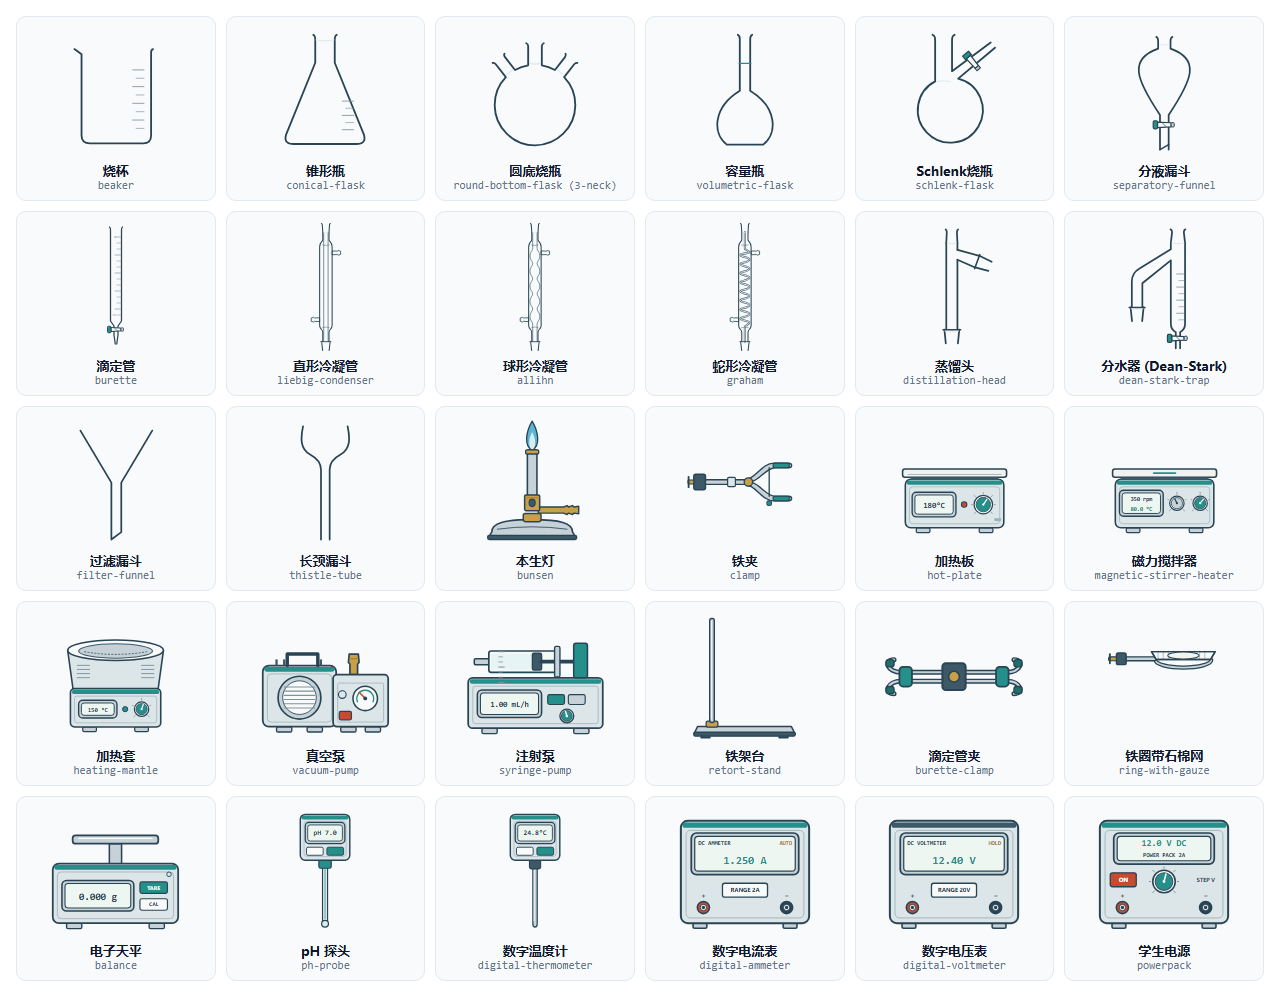 烧杯
beaker
锥形瓶
conical-flask
圆底烧瓶
round-bottom-flask (3-neck)
容量瓶
volumetric-flask
Schlenk烧瓶
schlenk-flask
分液漏斗
separatory-funnel
滴定管
burette
直形冷凝管
liebig-condenser
球形冷凝管
allihn
蛇形冷凝管
graham
蒸馏头
distillation-head
分水器 (Dean-Stark)
dean-stark-trap
过滤漏斗
filter-funnel
长颈漏斗
thistle-tube
本生灯
bunsen
铁夹
clamp
180°C
加热板
hot-plate
350 rpm
80.0 °C
磁力搅拌器
magnetic-stirrer-heater
150 °C
加热套
heating-mantle
真空泵
vacuum-pump
1.00 mL/h
注射泵
syringe-pump
铁架台
retort-stand
滴定管夹
burette-clamp
铁圈带石棉网
ring-with-gauze
0.000 g
TARE
CAL
电子天平
balance
pH 7.0
pH 探头
ph-probe
24.8°C
数字温度计
digital-thermometer
DC AMMETER AUTO
1.250 A
RANGE 2A
+ −
数字电流表
digital-ammeter
DC VOLTMETER HOLD
12.40 V
RANGE 20V
+ −
数字电压表
digital-voltmeter
12.0 V DC
POWER PACK 2A
ON
STEP V
+ −
学生电源
powerpack